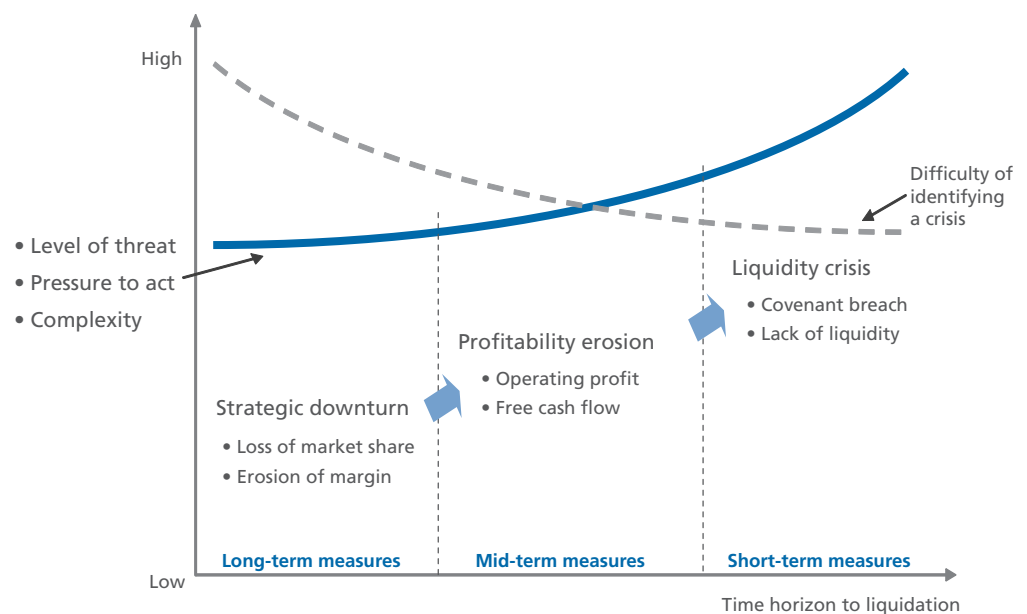 High
Difficulty of
identifying
a crisis
• Level of threat
• Pressure to act
• Complexity
Liquidity crisis
• Covenant breach
• Lack of liquidity
Profitability erosion
• Operating profit
• Free cash flow
Strategic downturn
• Loss of market share
• Erosion of margin
Long-term measures
Mid-term measures
Short-term measures
Low
Time horizon to liquidation